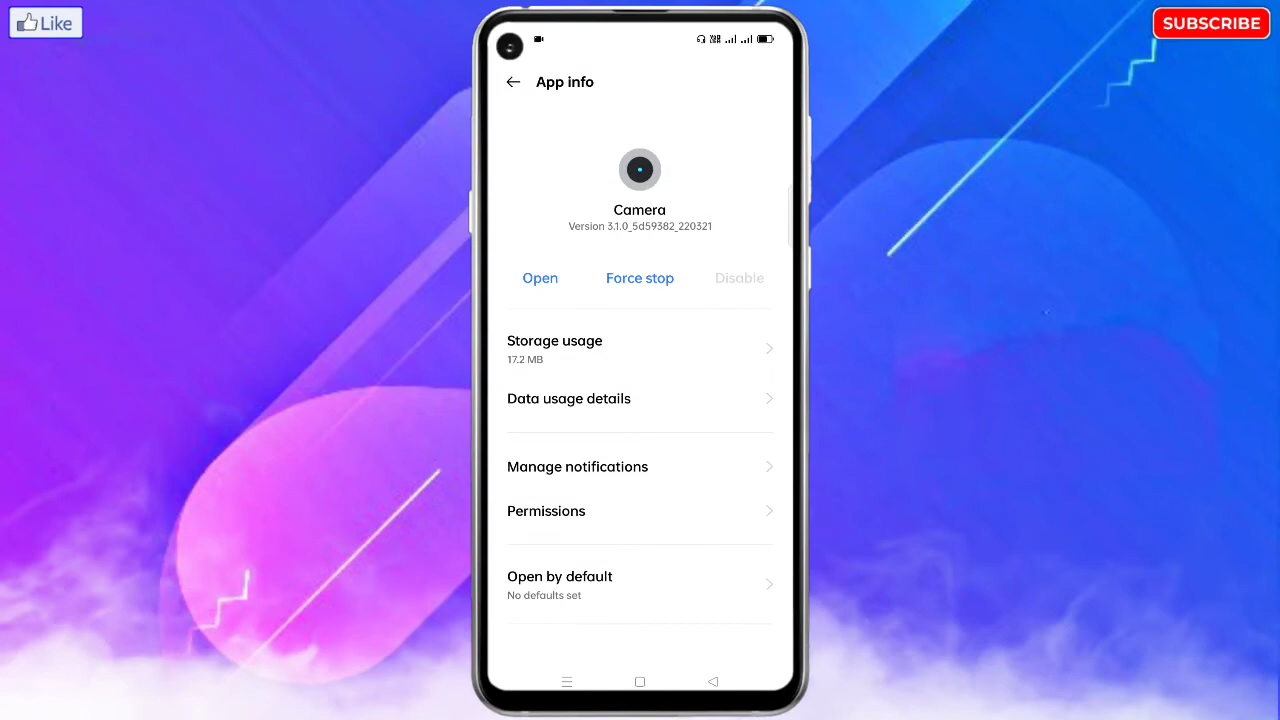 Like
SUBSCRIBE
App info
Camera
Version 3.1.0_5d59382_220321
Open Force stop Disable
Storage usage
17.2 MB
Data usage details
Manage notifications
Permissions
Open by default
No defaults set